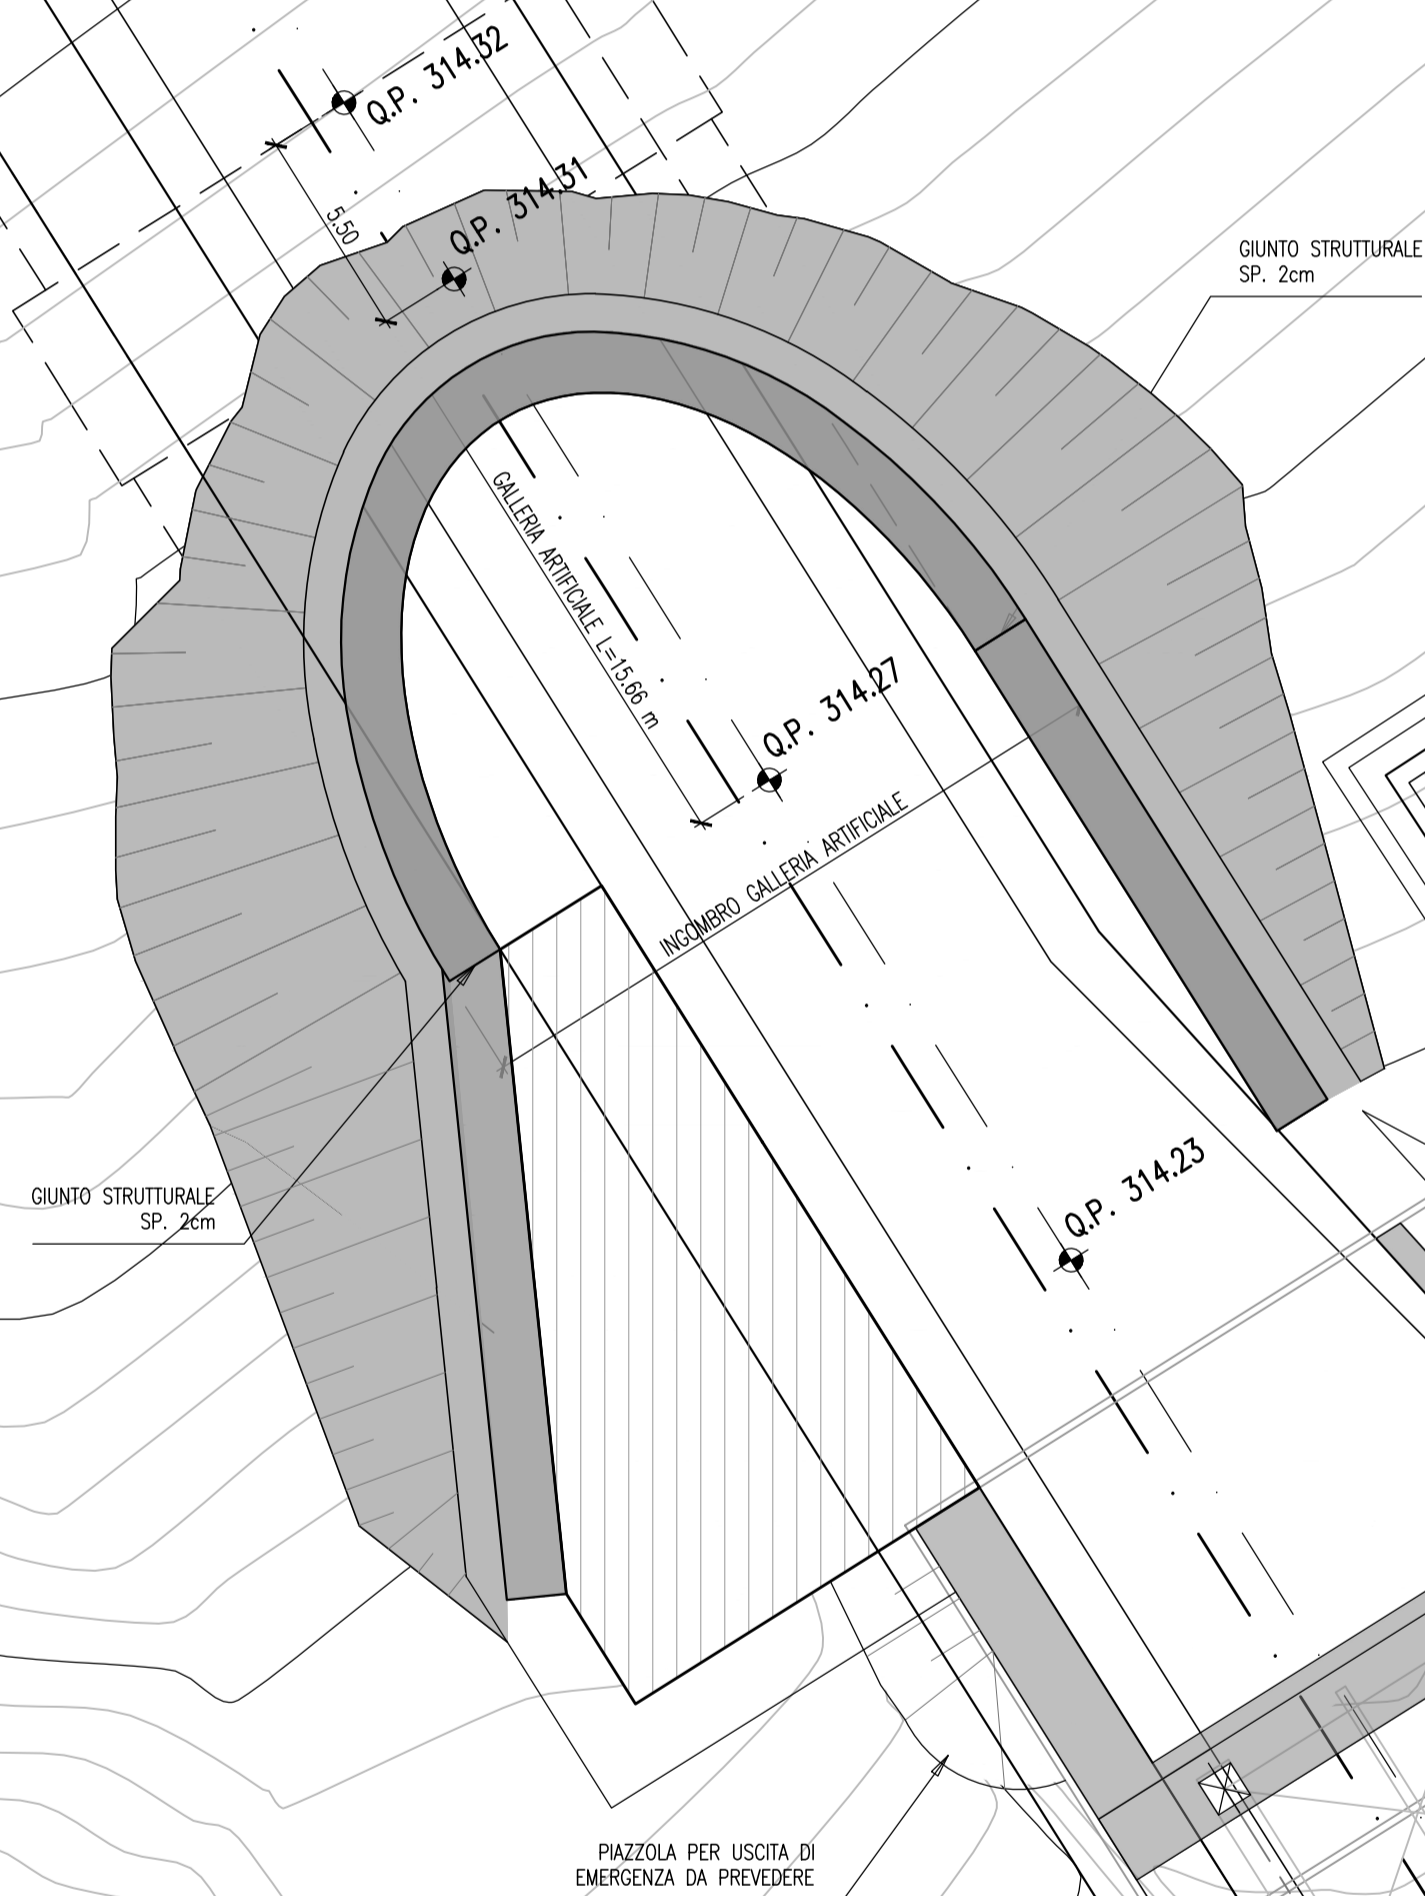 Q.P. 314.32
Q.P. 314.31
5.50
GIUNTO STRUTTURALE
SP. 2cm
GALLERIA ARTIFICIALE L=15.66 m
Q.P. 314.27
INGOMBRO GALLERIA ARTIFICIALE
Q.P. 314.23
GIUNTO STRUTTURALE
SP. 2cm
PIAZZOLA PER USCITA DI
EMERGENZA DA PREVEDERE